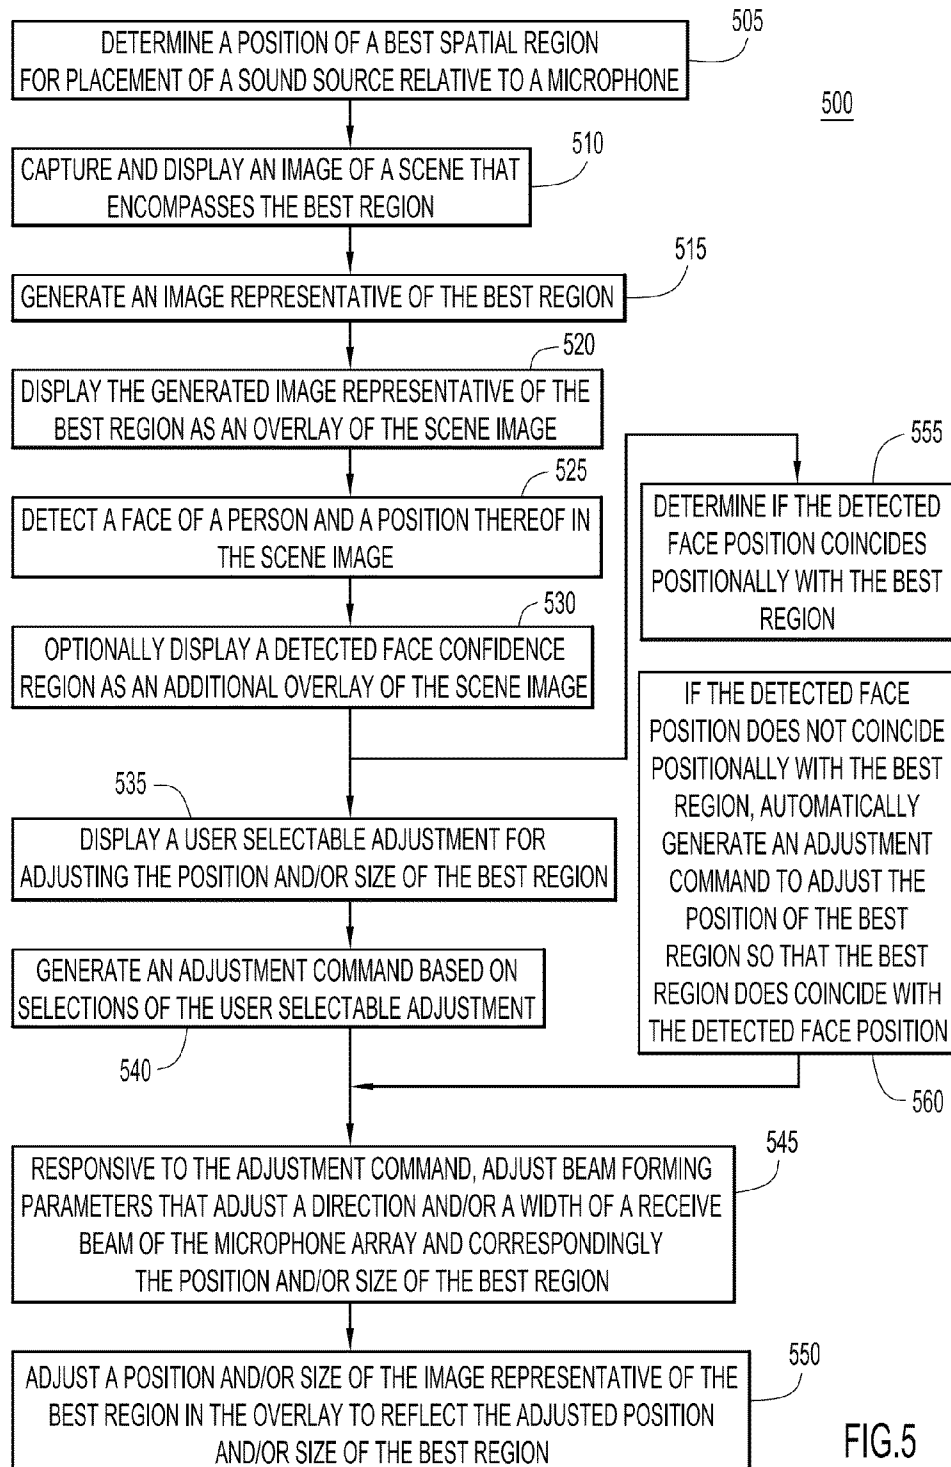 505
DETERMINE A POSITION OF A BEST SPATIAL REGION
FOR PLACEMENT OF A SOUND SOURCE RELATIVE TO A MICROPHONE
500
510
CAPTURE AND DISPLAY AN IMAGE OF A SCENE THAT
ENCOMPASSES THE BEST REGION
515
GENERATE AN IMAGE REPRESENTATIVE OF THE BEST REGION
520
DISPLAY THE GENERATED IMAGE REPRESENTATIVE OF THE
BEST REGION AS AN OVERLAY OF THE SCENE IMAGE
525
DETECT A FACE OF A PERSON AND A POSITION THEREOF IN
THE SCENE IMAGE
530
OPTIONALLY DISPLAY A DETECTED FACE CONFIDENCE
REGION AS AN ADDITIONAL OVERLAY OF THE SCENE IMAGE
535
DISPLAY A USER SELECTABLE ADJUSTMENT FOR
ADJUSTING THE POSITION AND/OR SIZE OF THE BEST REGION
GENERATE AN ADJUSTMENT COMMAND BASED ON
SELECTIONS OF THE USER SELECTABLE ADJUSTMENT
540
555
DETERMINE IF THE DETECTED
FACE POSITION COINCIDES
POSITIONALLY WITH THE BEST
REGION
IF THE DETECTED FACE
POSITION DOES NOT COINCIDE
POSITIONALLY WITH THE BEST
REGION, AUTOMATICALLY
GENERATE AN ADJUSTMENT
COMMAND TO ADJUST THE
POSITION OF THE BEST
REGION SO THAT THE BEST
REGION DOES COINCIDE WITH
THE DETECTED FACE POSITION
560
545
RESPONSIVE TO THE ADJUSTMENT COMMAND, ADJUST BEAM FORMING
PARAMETERS THAT ADJUST A DIRECTION AND/OR A WIDTH OF A RECEIVE
BEAM OF THE MICROPHONE ARRAY AND CORRESPONDINGLY
THE POSITION AND/OR SIZE OF THE BEST REGION
550
ADJUST A POSITION AND/OR SIZE OF THE IMAGE REPRESENTATIVE OF THE
BEST REGION IN THE OVERLAY TO REFLECT THE ADJUSTED POSITION
AND/OR SIZE OF THE BEST REGION
FIG.5